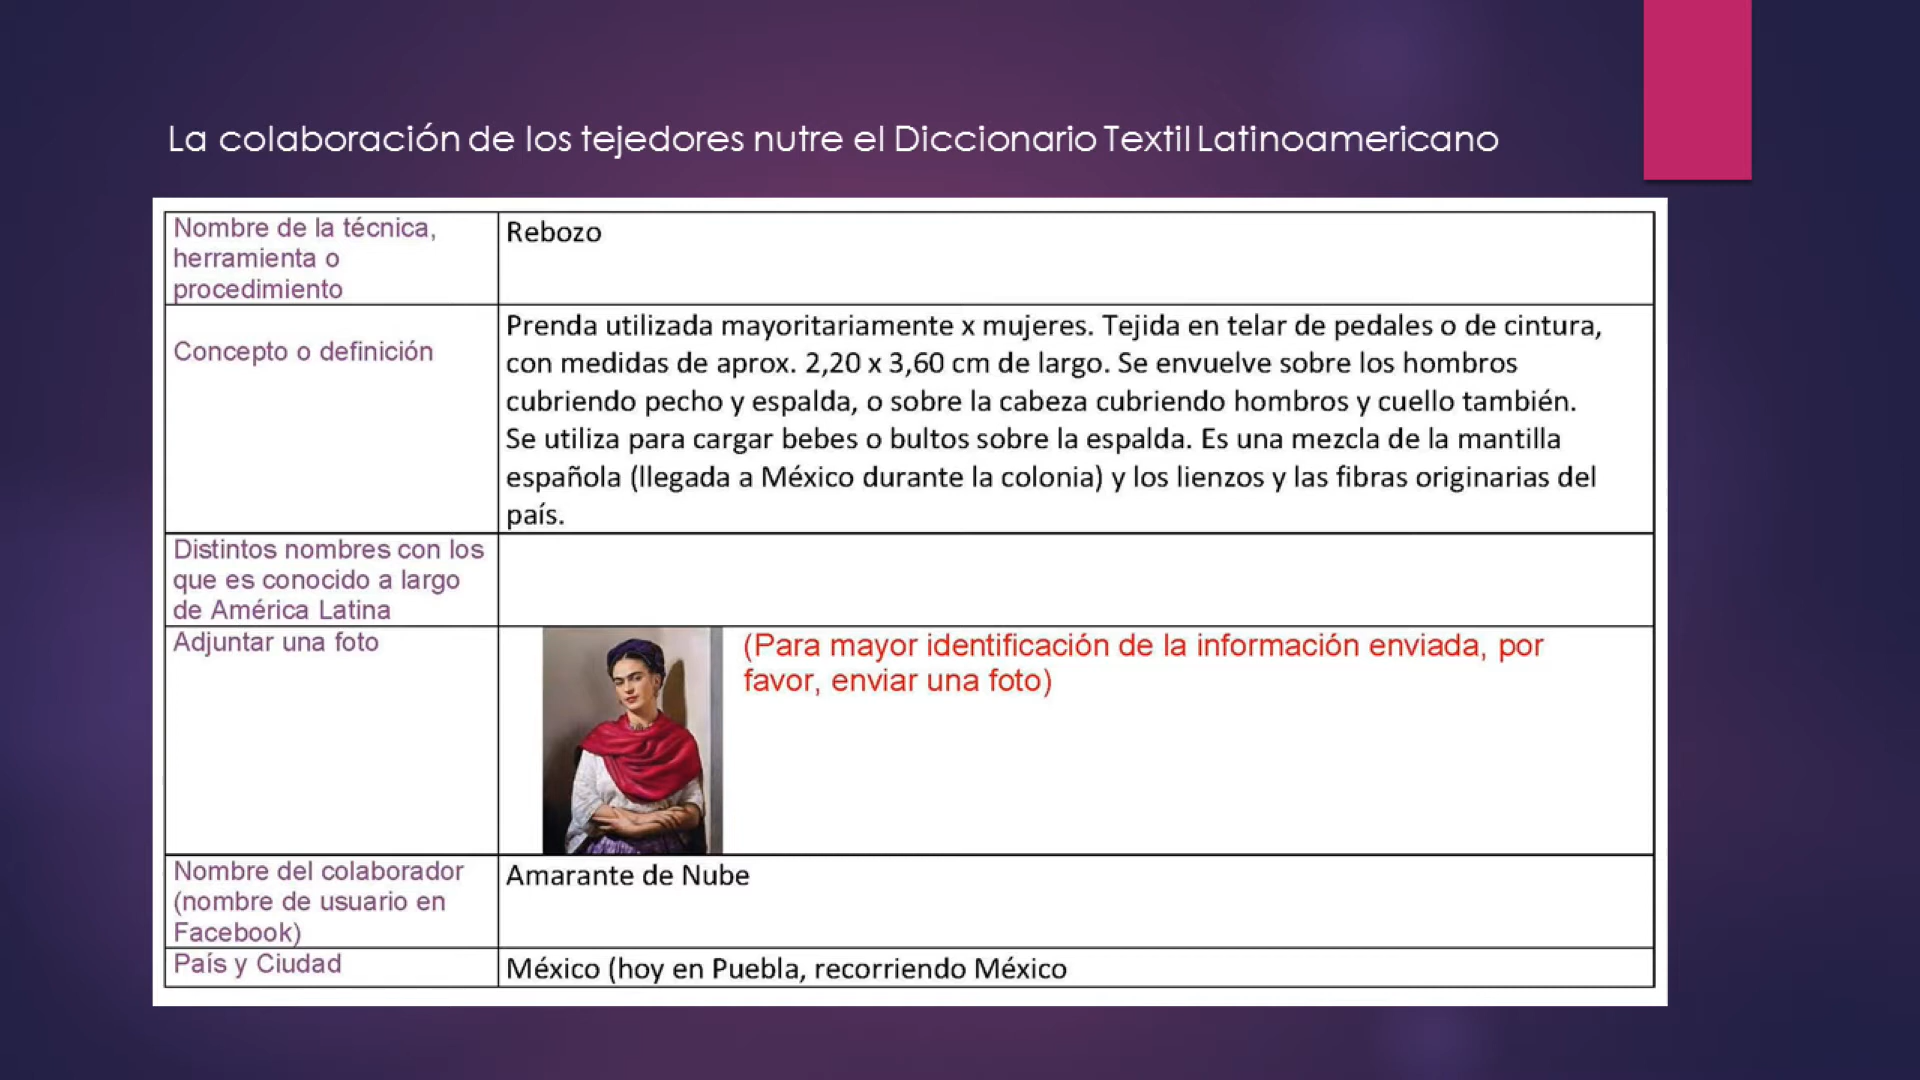 La colaboración de los tejedores nutre el Diccionario Textil Latinoamericano
Nombre de la técnica,
herramienta o
procedimiento
Rebozo
Concepto o definición
Prenda utilizada mayoritariamente x mujeres. Tejida en telar de pedales o de cintura,
con medidas de aprox. 2,20 x 3,60 cm de largo. Se envuelve sobre los hombros
cubriendo pecho y espalda, o sobre la cabeza cubriendo hombros y cuello también.
Se utiliza para cargar bebes o bultos sobre la espalda. Es una mezcla de la mantilla
española (llegada a México durante la colonia) y los lienzos y las fibras originarias del
país.
Distintos nombres con los
que es conocido a largo
de América Latina
Adjuntar una foto
(Para mayor identificación de la información enviada, por
favor, enviar una foto)
Nombre del colaborador
(nombre de usuario en
Facebook)
Amarante de Nube
País y Ciudad
México (hoy en Puebla, recorriendo México